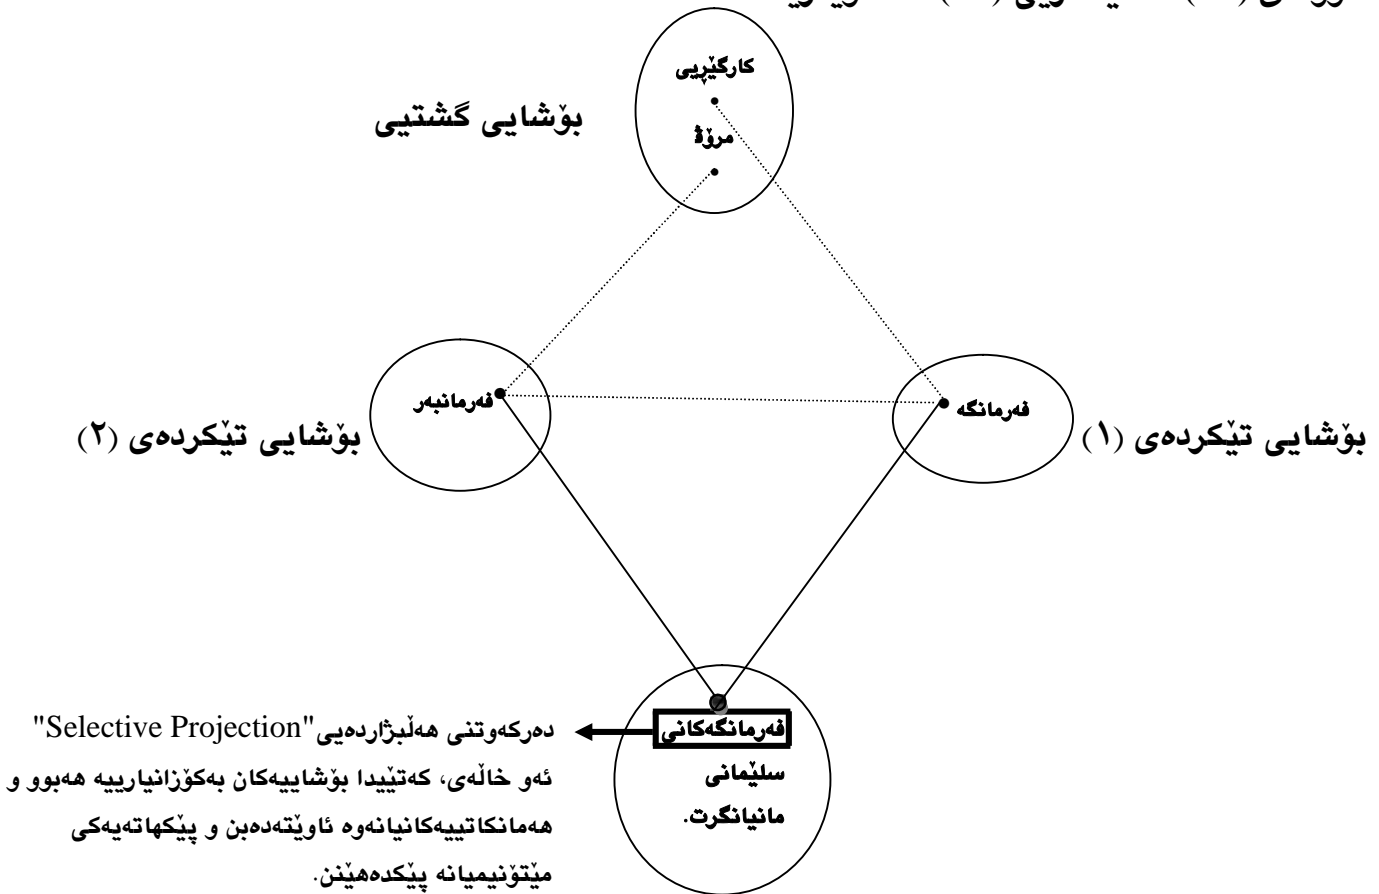 کارگێڕیی
مرۆڤ
بۆشایی گشتیی
فەرمانبەر
فەرمانگە
بۆشایی تێکردەی (١)
بۆشایی تێکردەی (٢)
فەرمانگەکانی
سلێمانی
مانیانگرت.
دەرکەوتنی هەڵبژاردەیی"Selective Projection"
ئەو خاڵەی، کەتێیدا بۆشاییەکان بەکۆزانیارییە هەبوو و
هەمانکاتییەکانیانەوە ئاوێتەدەبن و پێکهاتەیەکی
مێتۆنیمیانە پێکدەهێنن.